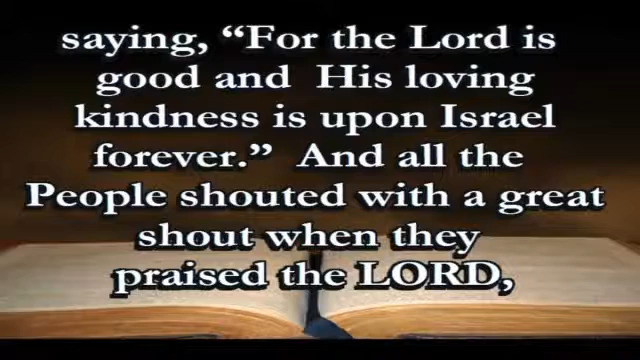 saying, “For the Lord is
good and His loving
kindness is upon Israel
forever.” And all the
People shouted with a great
shout when they
praised the LORD,